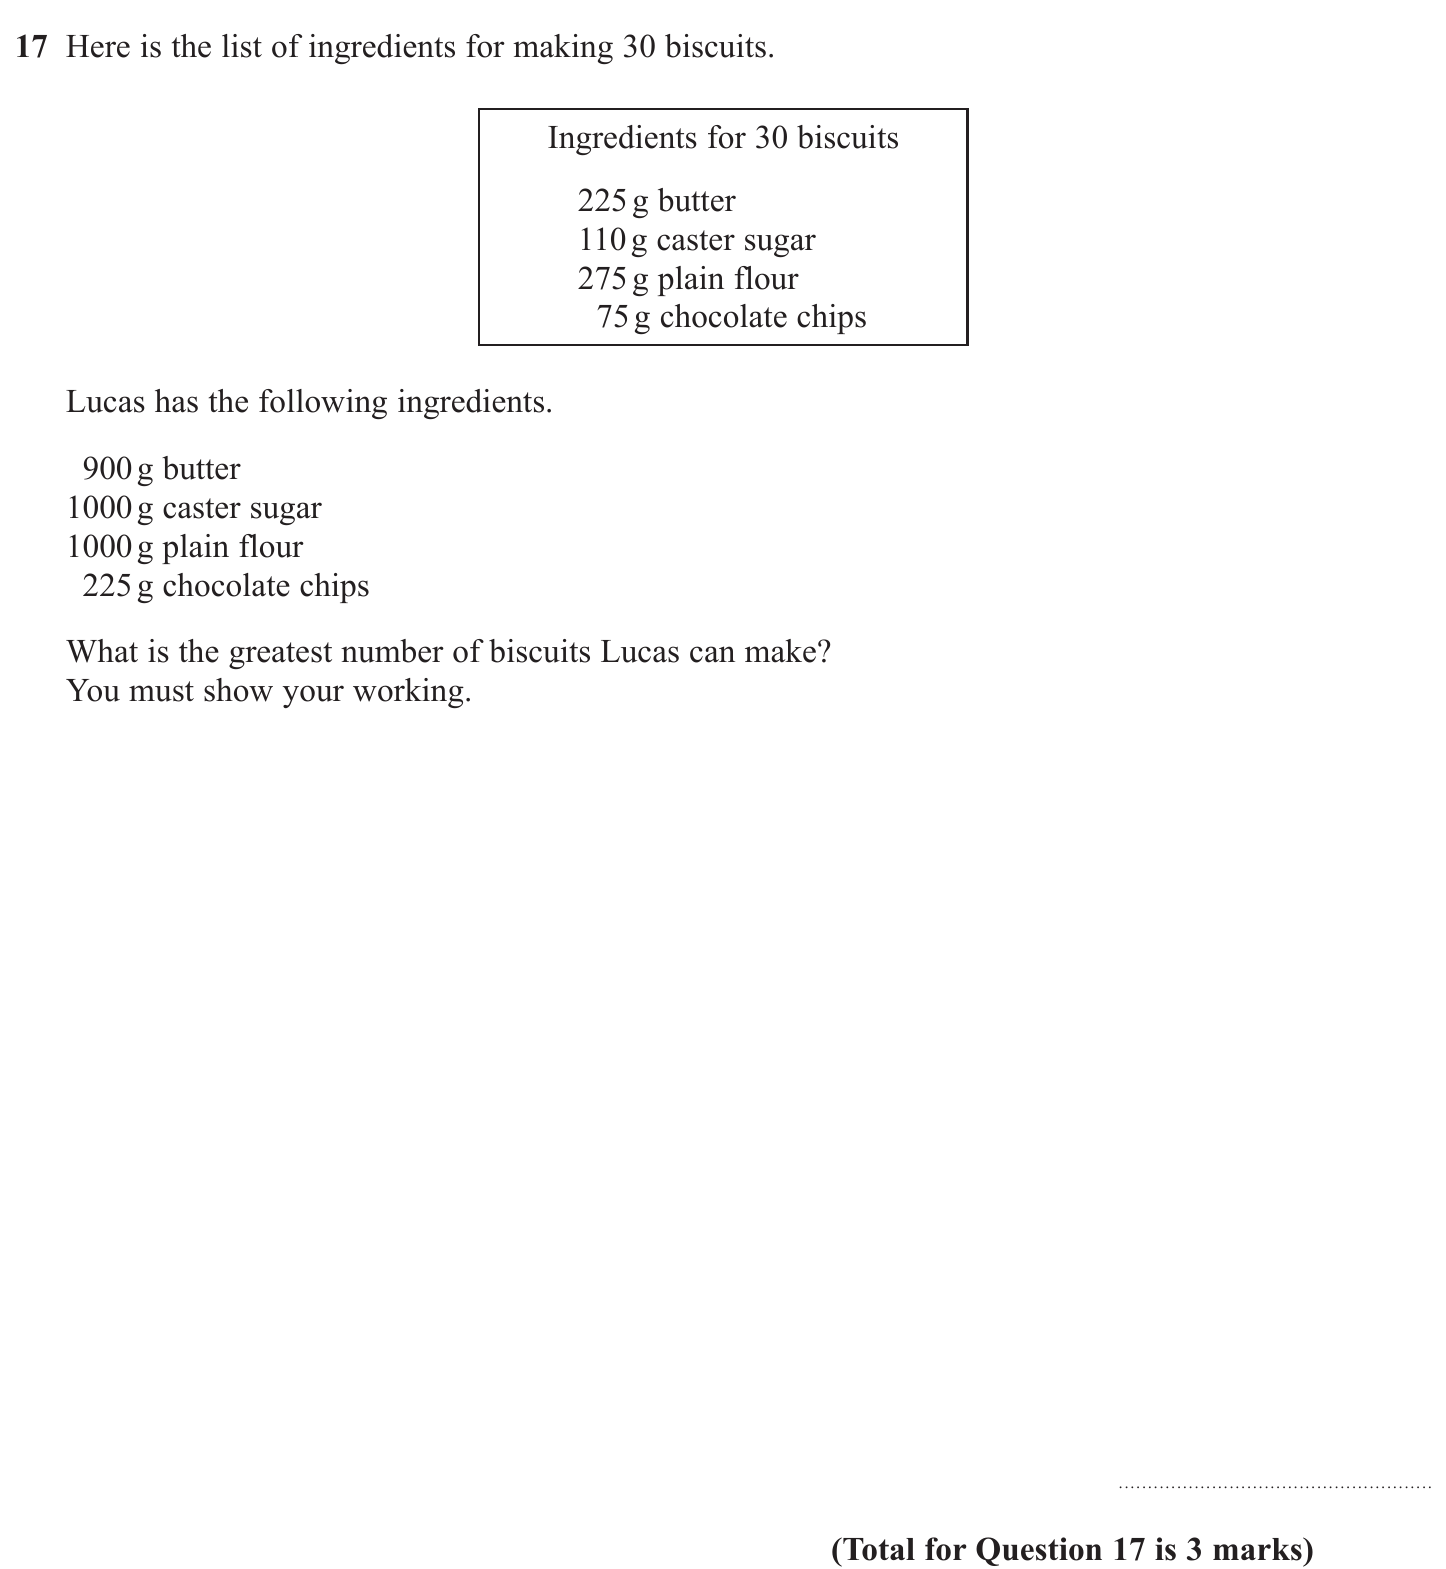 17 Here is the list of ingredients for making 30 biscuits.
Ingredients for 30 biscuits
225 g butter
110 g caster sugar
275 g plain flour
75 g chocolate chips
Lucas has the following ingredients.
900 g butter
1000 g caster sugar
1000 g plain flour
225 g chocolate chips
What is the greatest number of biscuits Lucas can make?
You must show your working.
(Total for Question 17 is 3 marks)